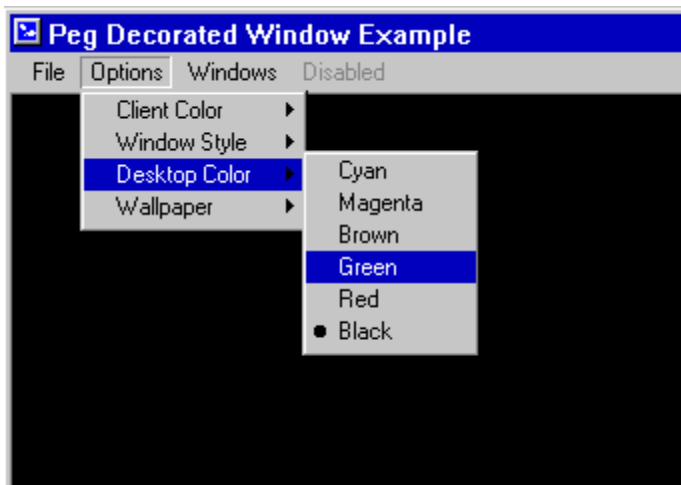 Peg Decorated Window Example
File Options Windows Disabled
Client Color
Window Style
Desktop Color
Wallpaper
Cyan
Magenta
Brown
Green
Red
Black